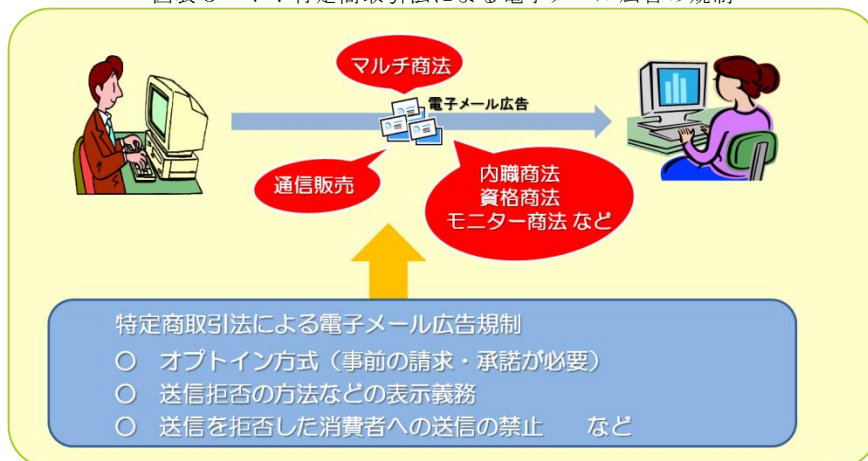 マルチ商法
電子メール広告
通信販売
内職商法
資格商法
モニター商法 など
特定商取引法による電子メール広告規制
○ オプトイン方式（事前の請求・承諾が必要）
○ 送信拒否の方法などの表示義務
○ 送信を拒否した消費者への送信の禁止 など